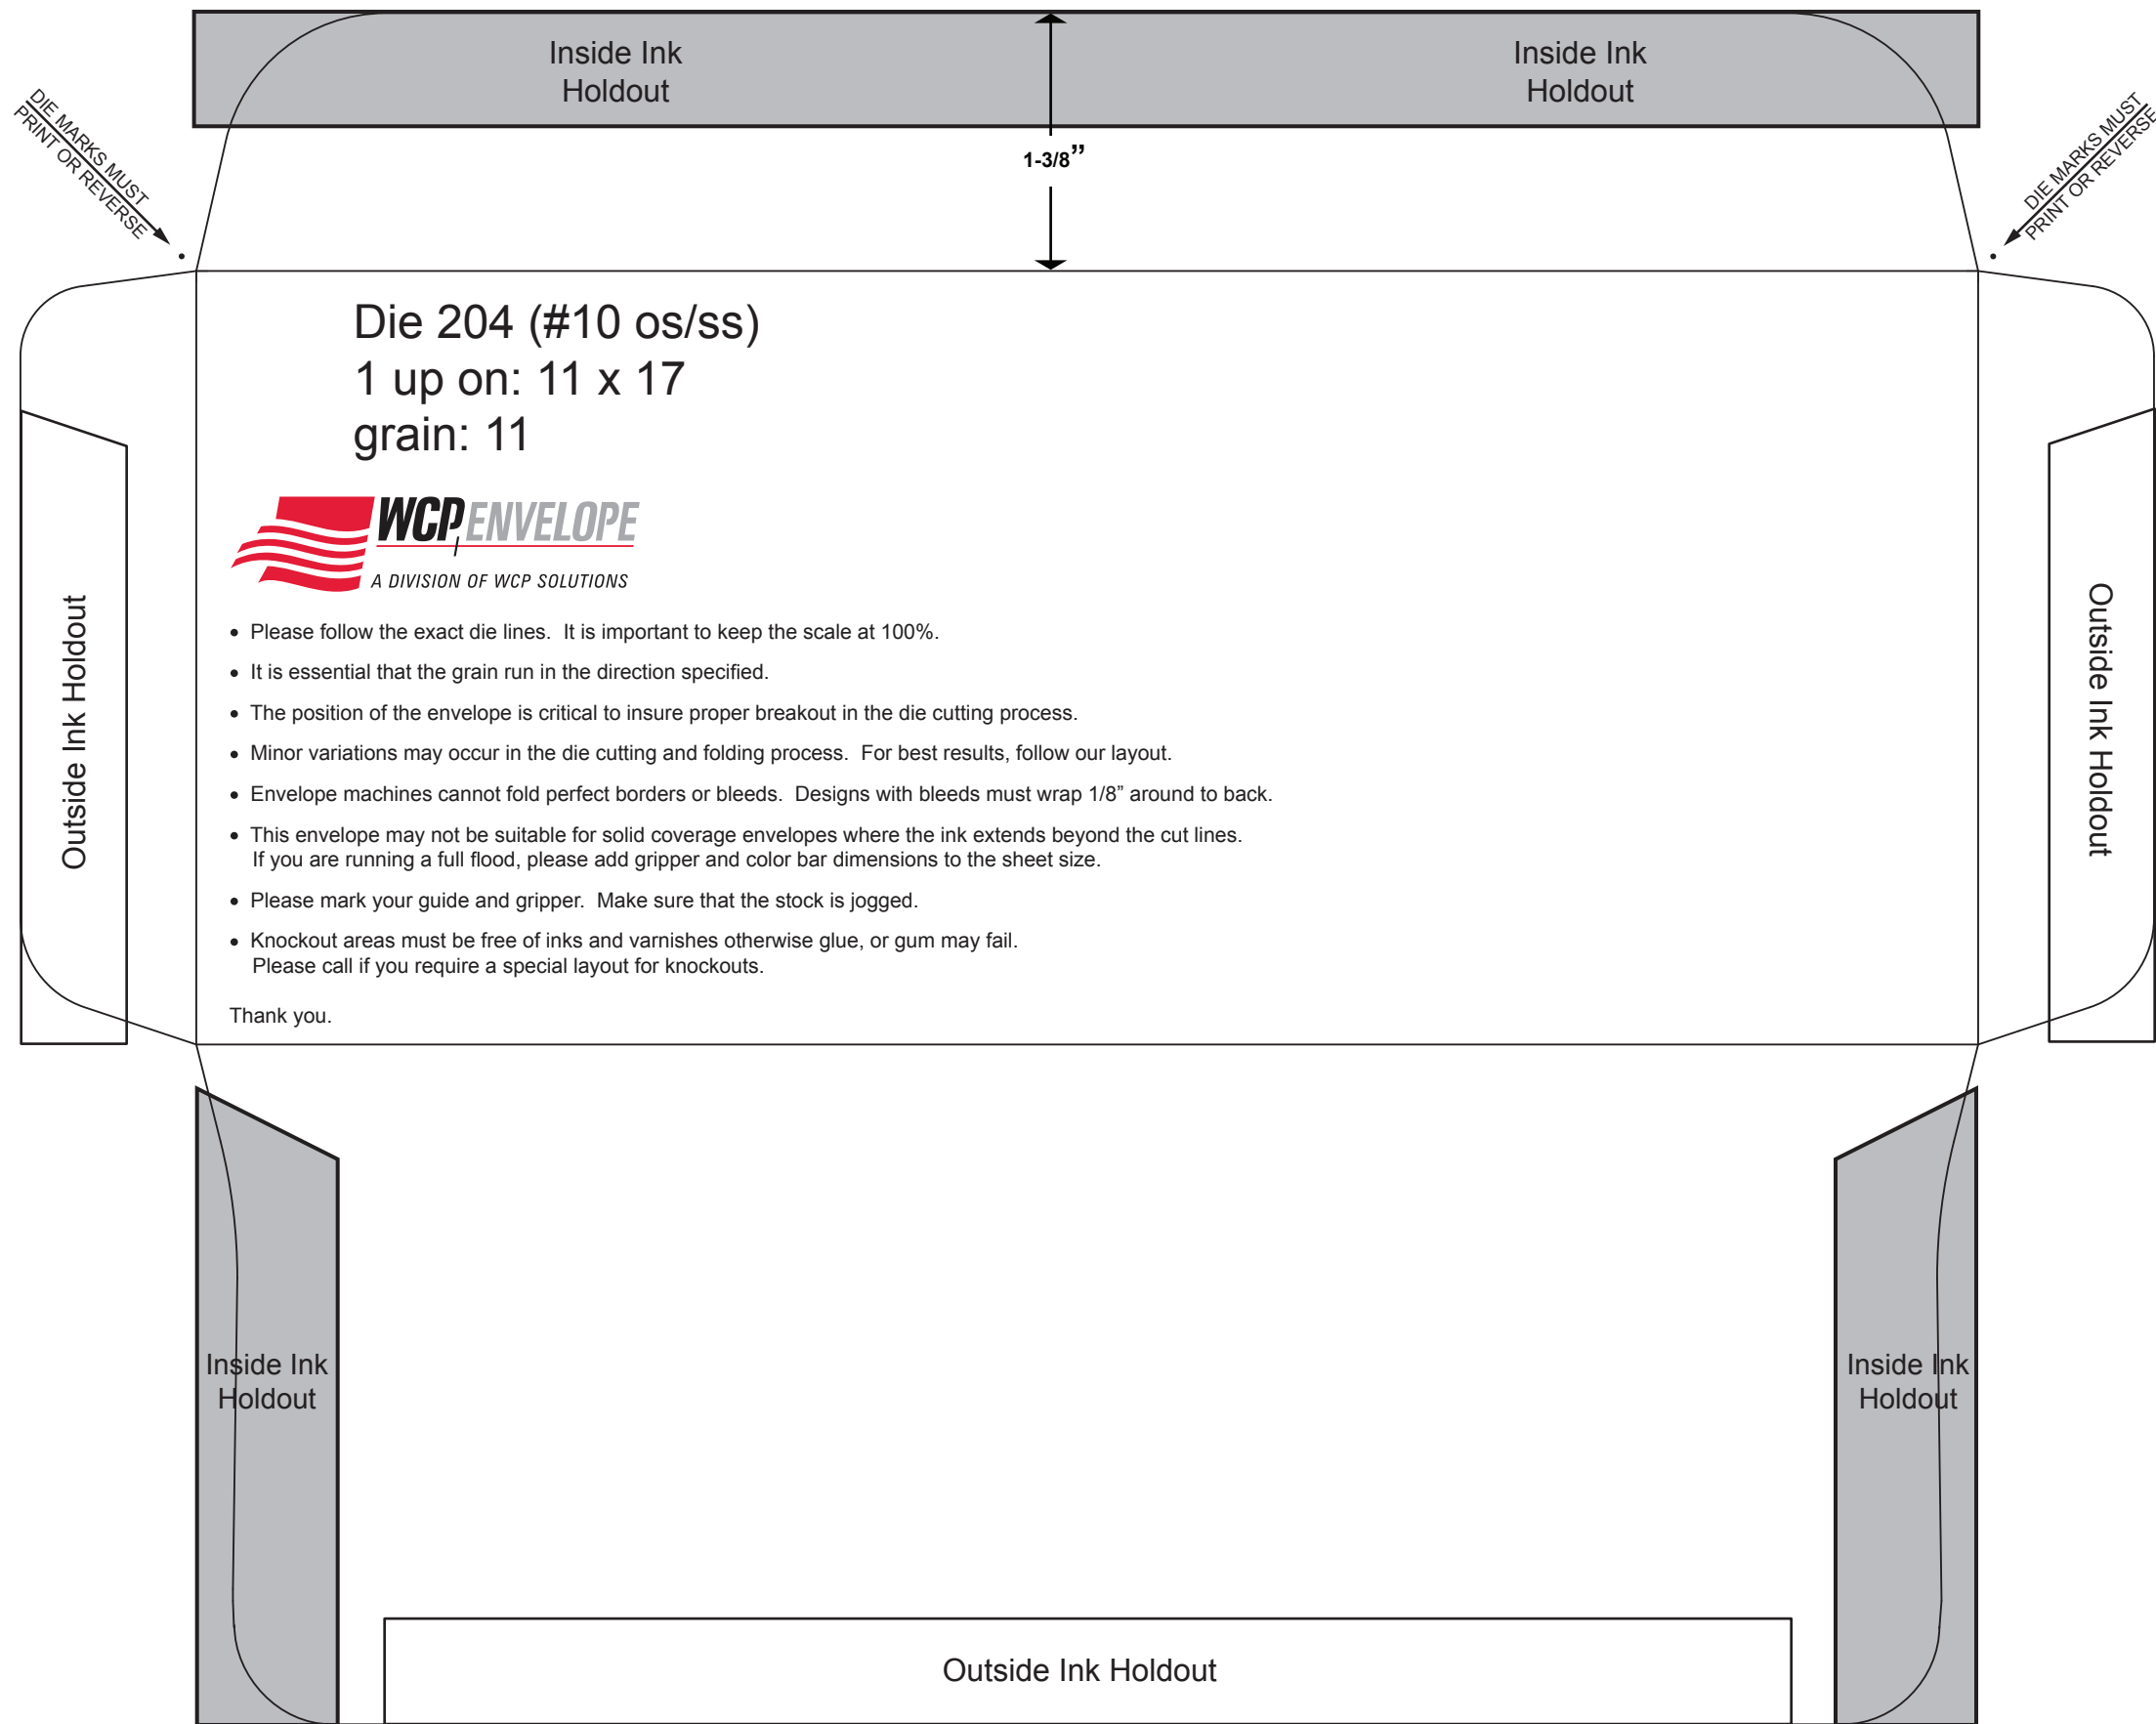 Inside Ink
Holdout
Inside Ink
Holdout
DIE MARKS MUST
PRINT OR REVERSE
DIE MARKS MUST
PRINT OR REVERSE
1-3/8”
Die 204 (#10 os/ss)
1 up on: 11 x 17
grain: 11
WCP ENVELOPE
A DIVISION OF WCP SOLUTIONS
• Please follow the exact die lines.  It is important to keep the scale at 100%.
• It is essential that the grain run in the direction specified.
• The position of the envelope is critical to insure proper breakout in the die cutting process.
• Minor variations may occur in the die cutting and folding process.  For best results, follow our layout.
• Envelope machines cannot fold perfect borders or bleeds.  Designs with bleeds must wrap 1/8” around to back.
• This envelope may not be suitable for solid coverage envelopes where the ink extends beyond the cut lines.
If you are running a full flood, please add gripper and color bar dimensions to the sheet size.
• Please mark your guide and gripper.  Make sure that the stock is jogged.
• Knockout areas must be free of inks and varnishes otherwise glue, or gum may fail.
Please call if you require a special layout for knockouts.
Thank you.
Outside Ink Holdout
Outside Ink Holdout
Inside Ink
Holdout
Inside Ink
Holdout
Outside Ink Holdout